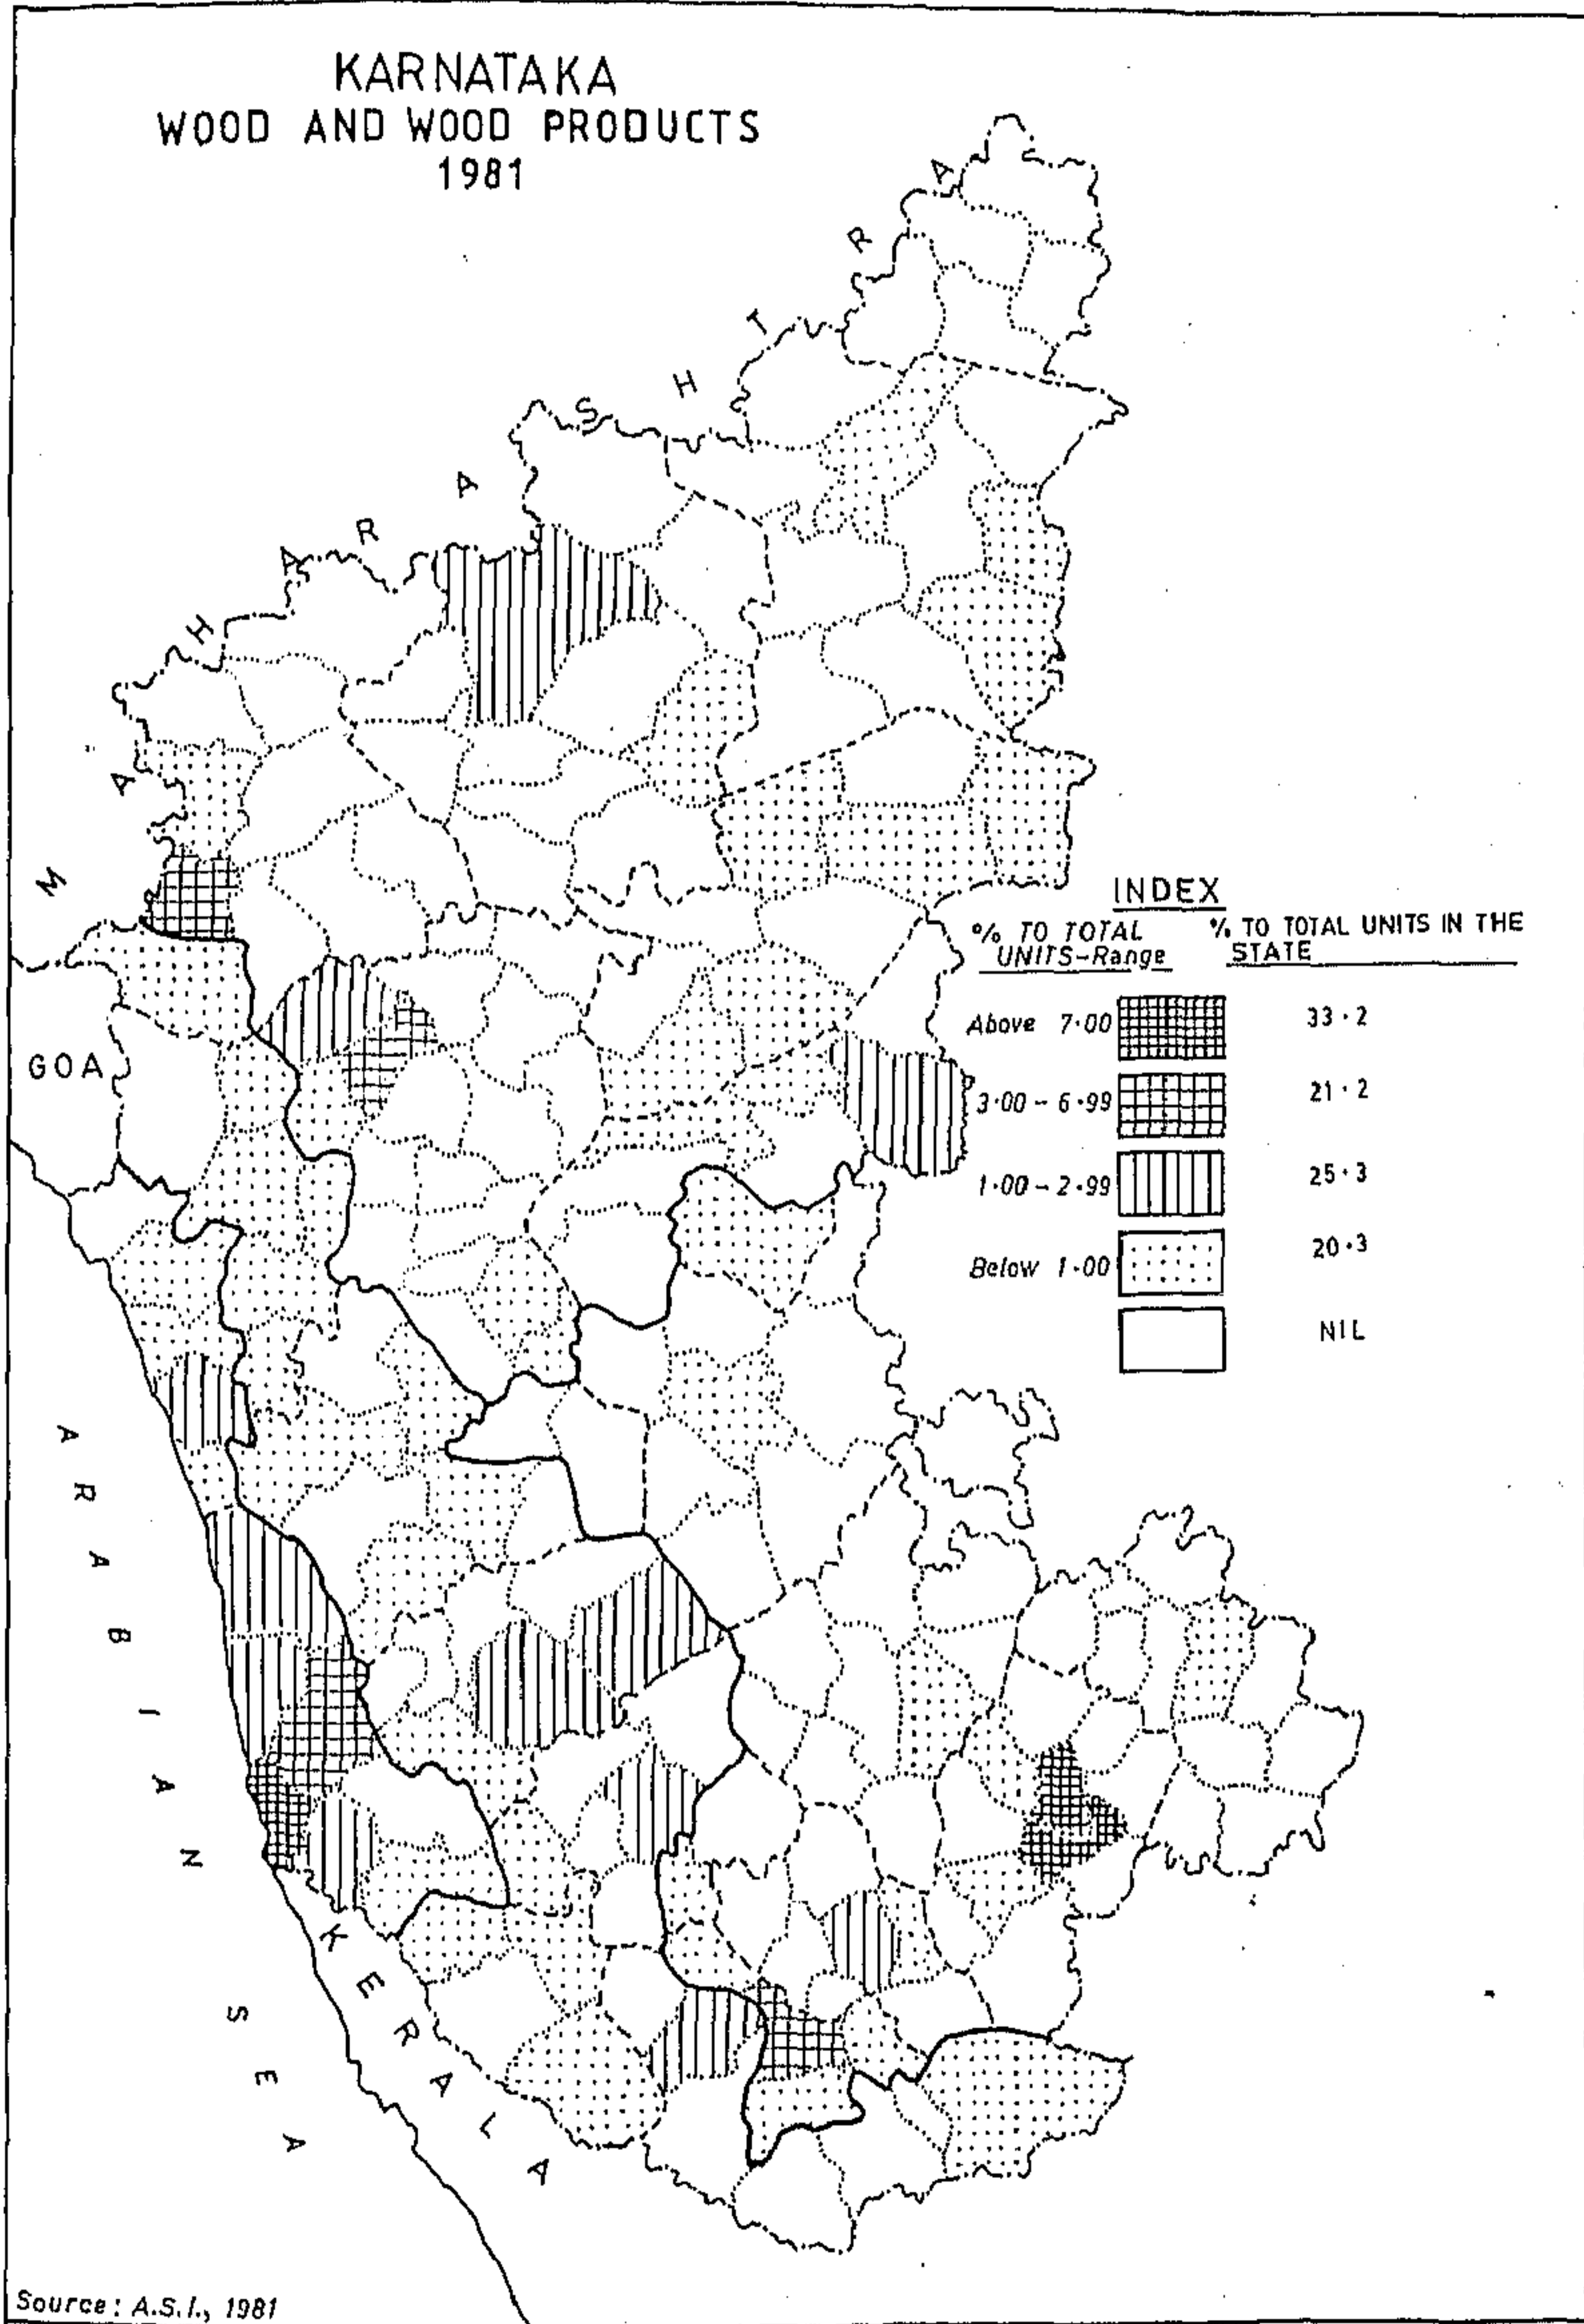 KARNATAKA
WOOD AND WOOD PRODUCTS
1981
MAHARASHTRA
GOA
ARABIAN SEA
KERALA
INDEX
% TO TOTAL UNITS-Range
% TO TOTAL UNITS IN THE STATE
Above 7·00 33·2
3·00 - 6·99 21·2
1·00 - 2·99 25·3
Below 1·00 20·3
NIL
Source: A.S.I., 1981